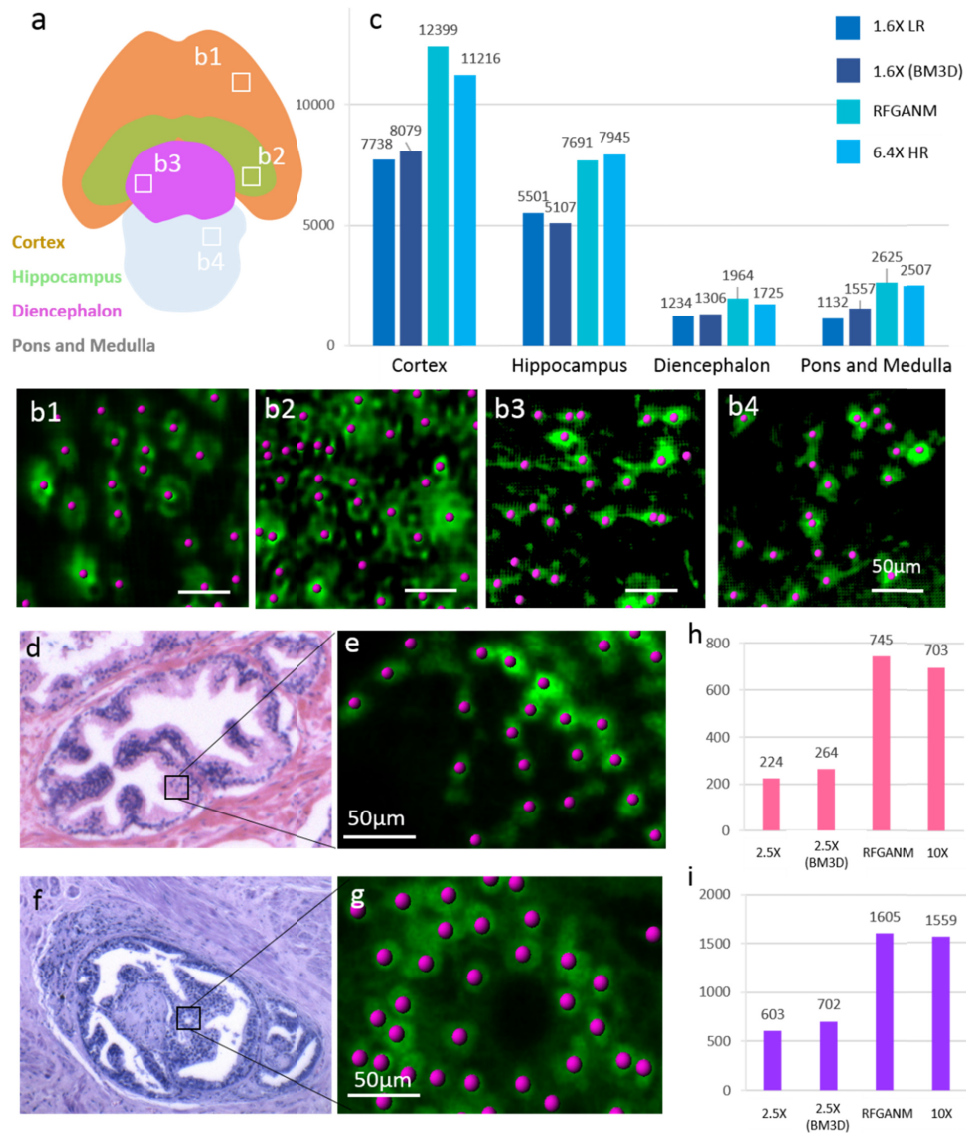 a
b1
b2
b3
b4
Cortex
Hippocampus
Diencephalon
Pons and Medulla
c
12399
11216
7738
8079
7691
7945
5501
5107
1234
1306
1964
1725
1132
1557
2625
2507
10000
5000
0
Cortex
Hippocampus
Diencephalon
Pons and Medulla
1.6X LR
1.6X (BM3D)
RFGANM
6.4X HR
b1
b2
b3
b4
50μm
d
e
50μm
h
800
600
400
200
0
224
264
745
703
2.5X
2.5X
(BM3D)
RFGANM
10X
f
g
50μm
i
2000
1500
1000
500
0
603
702
1605
1559
2.5X
2.5X
(BM3D)
RFGANM
10X